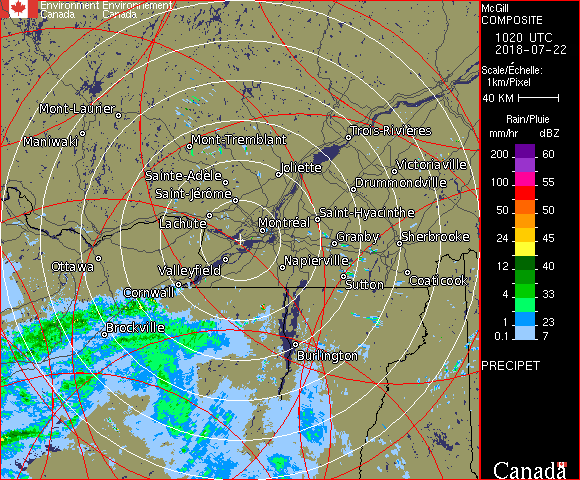 Environment Environnement
Canada Canada
McGill
COMPOSITE
1020 UTC
2018-07-22
Scale/Échelle:
1km/Pixel
40 KM
Rain/Pluie
mm/hr dBZ
200 60
100 55
50 50
24 45
12 40
4 33
1 23
0.1 7
PRECIPET
Canada
Mont-Laurier
Maniwaki
Mont-Tremblant
Trois-Rivières
Joliette
Victoriaville
Sainte-Adèle
Drummondville
Saint-Jérôme
Lachute
Saint-Hyacinthe
Montréal
Granby
Sherbrooke
Ottawa
Valleyfield
Napierville
Cornwall
Sutton
Coaticook
Brockville
Burlington